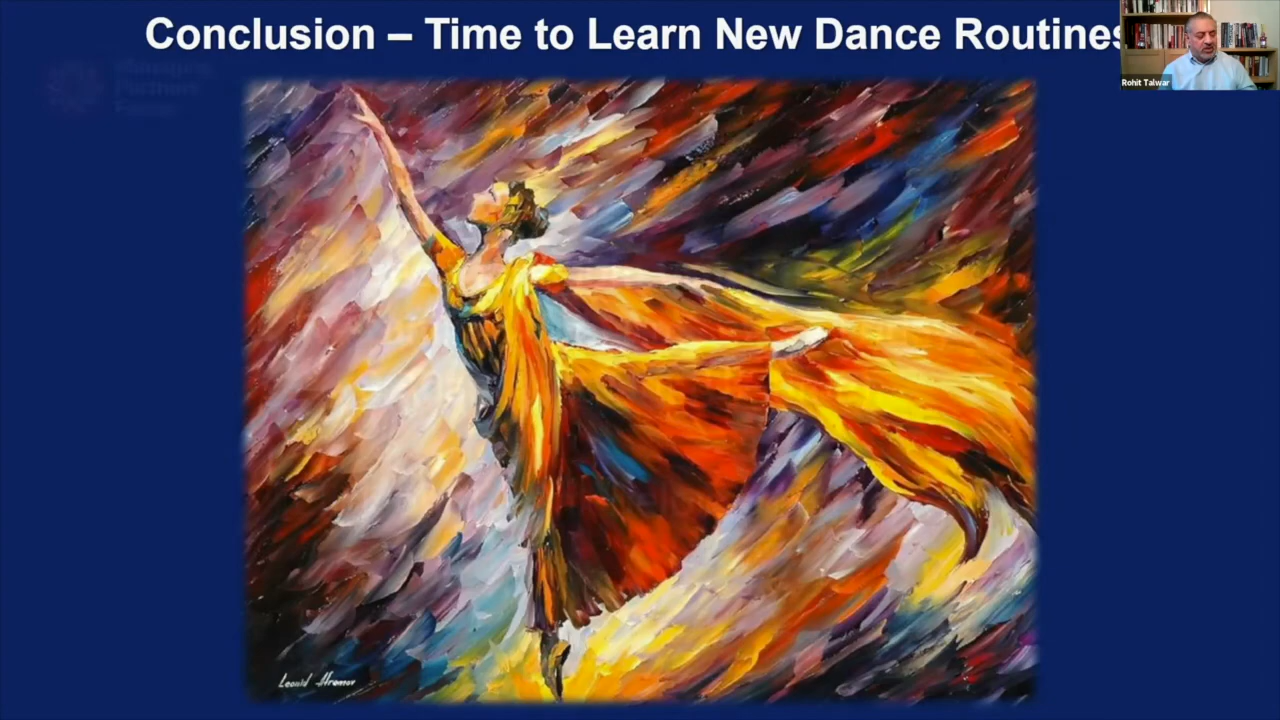 Conclusion – Time to Learn New Dance Routines
Rohit Talwar
Leonid Afremov